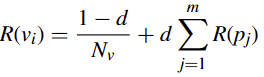 R(v_i) = \frac{1 - d}{N_v} + d \sum_{j=1}^{m} R(p_j)